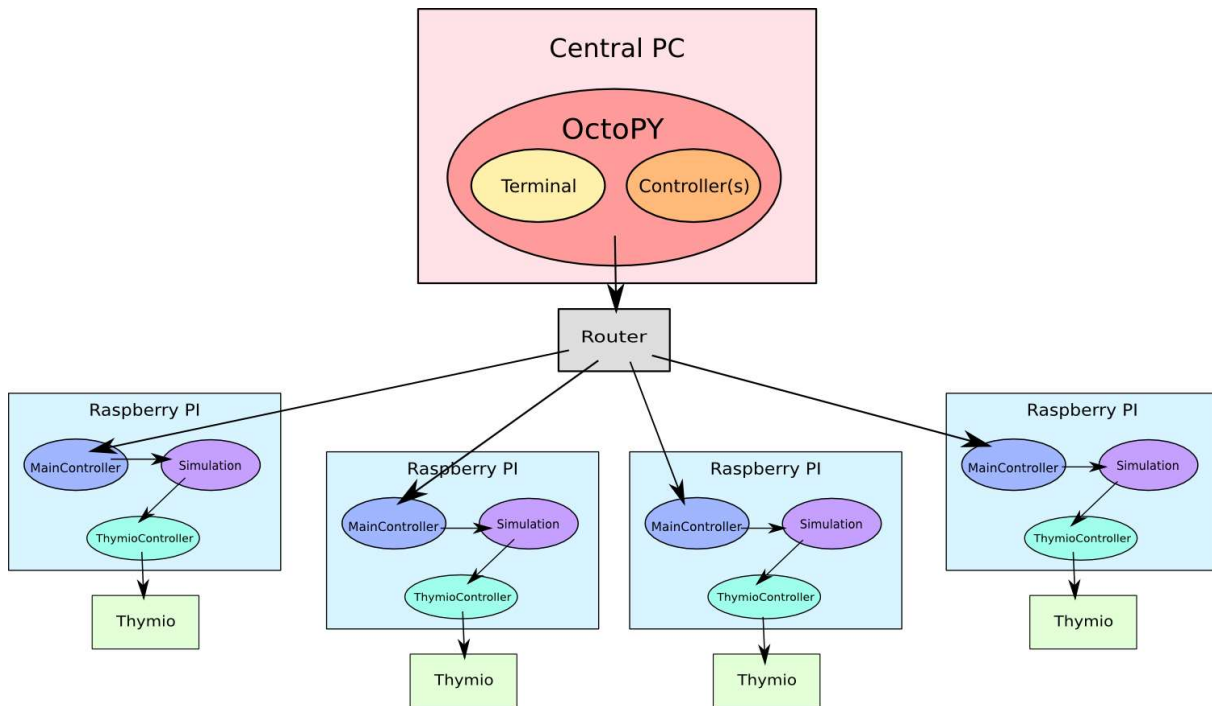 Central PC
OctoPY
Terminal
Controller(s)
Router
Raspberry PI
MainController
Simulation
ThymioController
Thymio
Raspberry PI
MainController
Simulation
ThymioController
Thymio
Raspberry PI
MainController
Simulation
ThymioController
Thymio
Raspberry PI
MainController
Simulation
ThymioController
Thymio